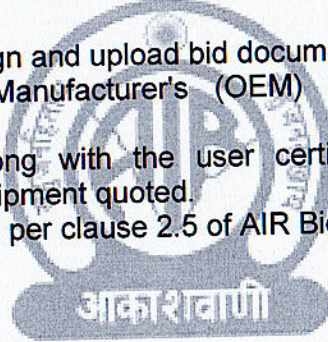 gn and upload bid docum
Manufacturer's (OEM)
ong with the user certi
ipment quoted.
per clause 2.5 of AIR Bi
आकाशवाणी